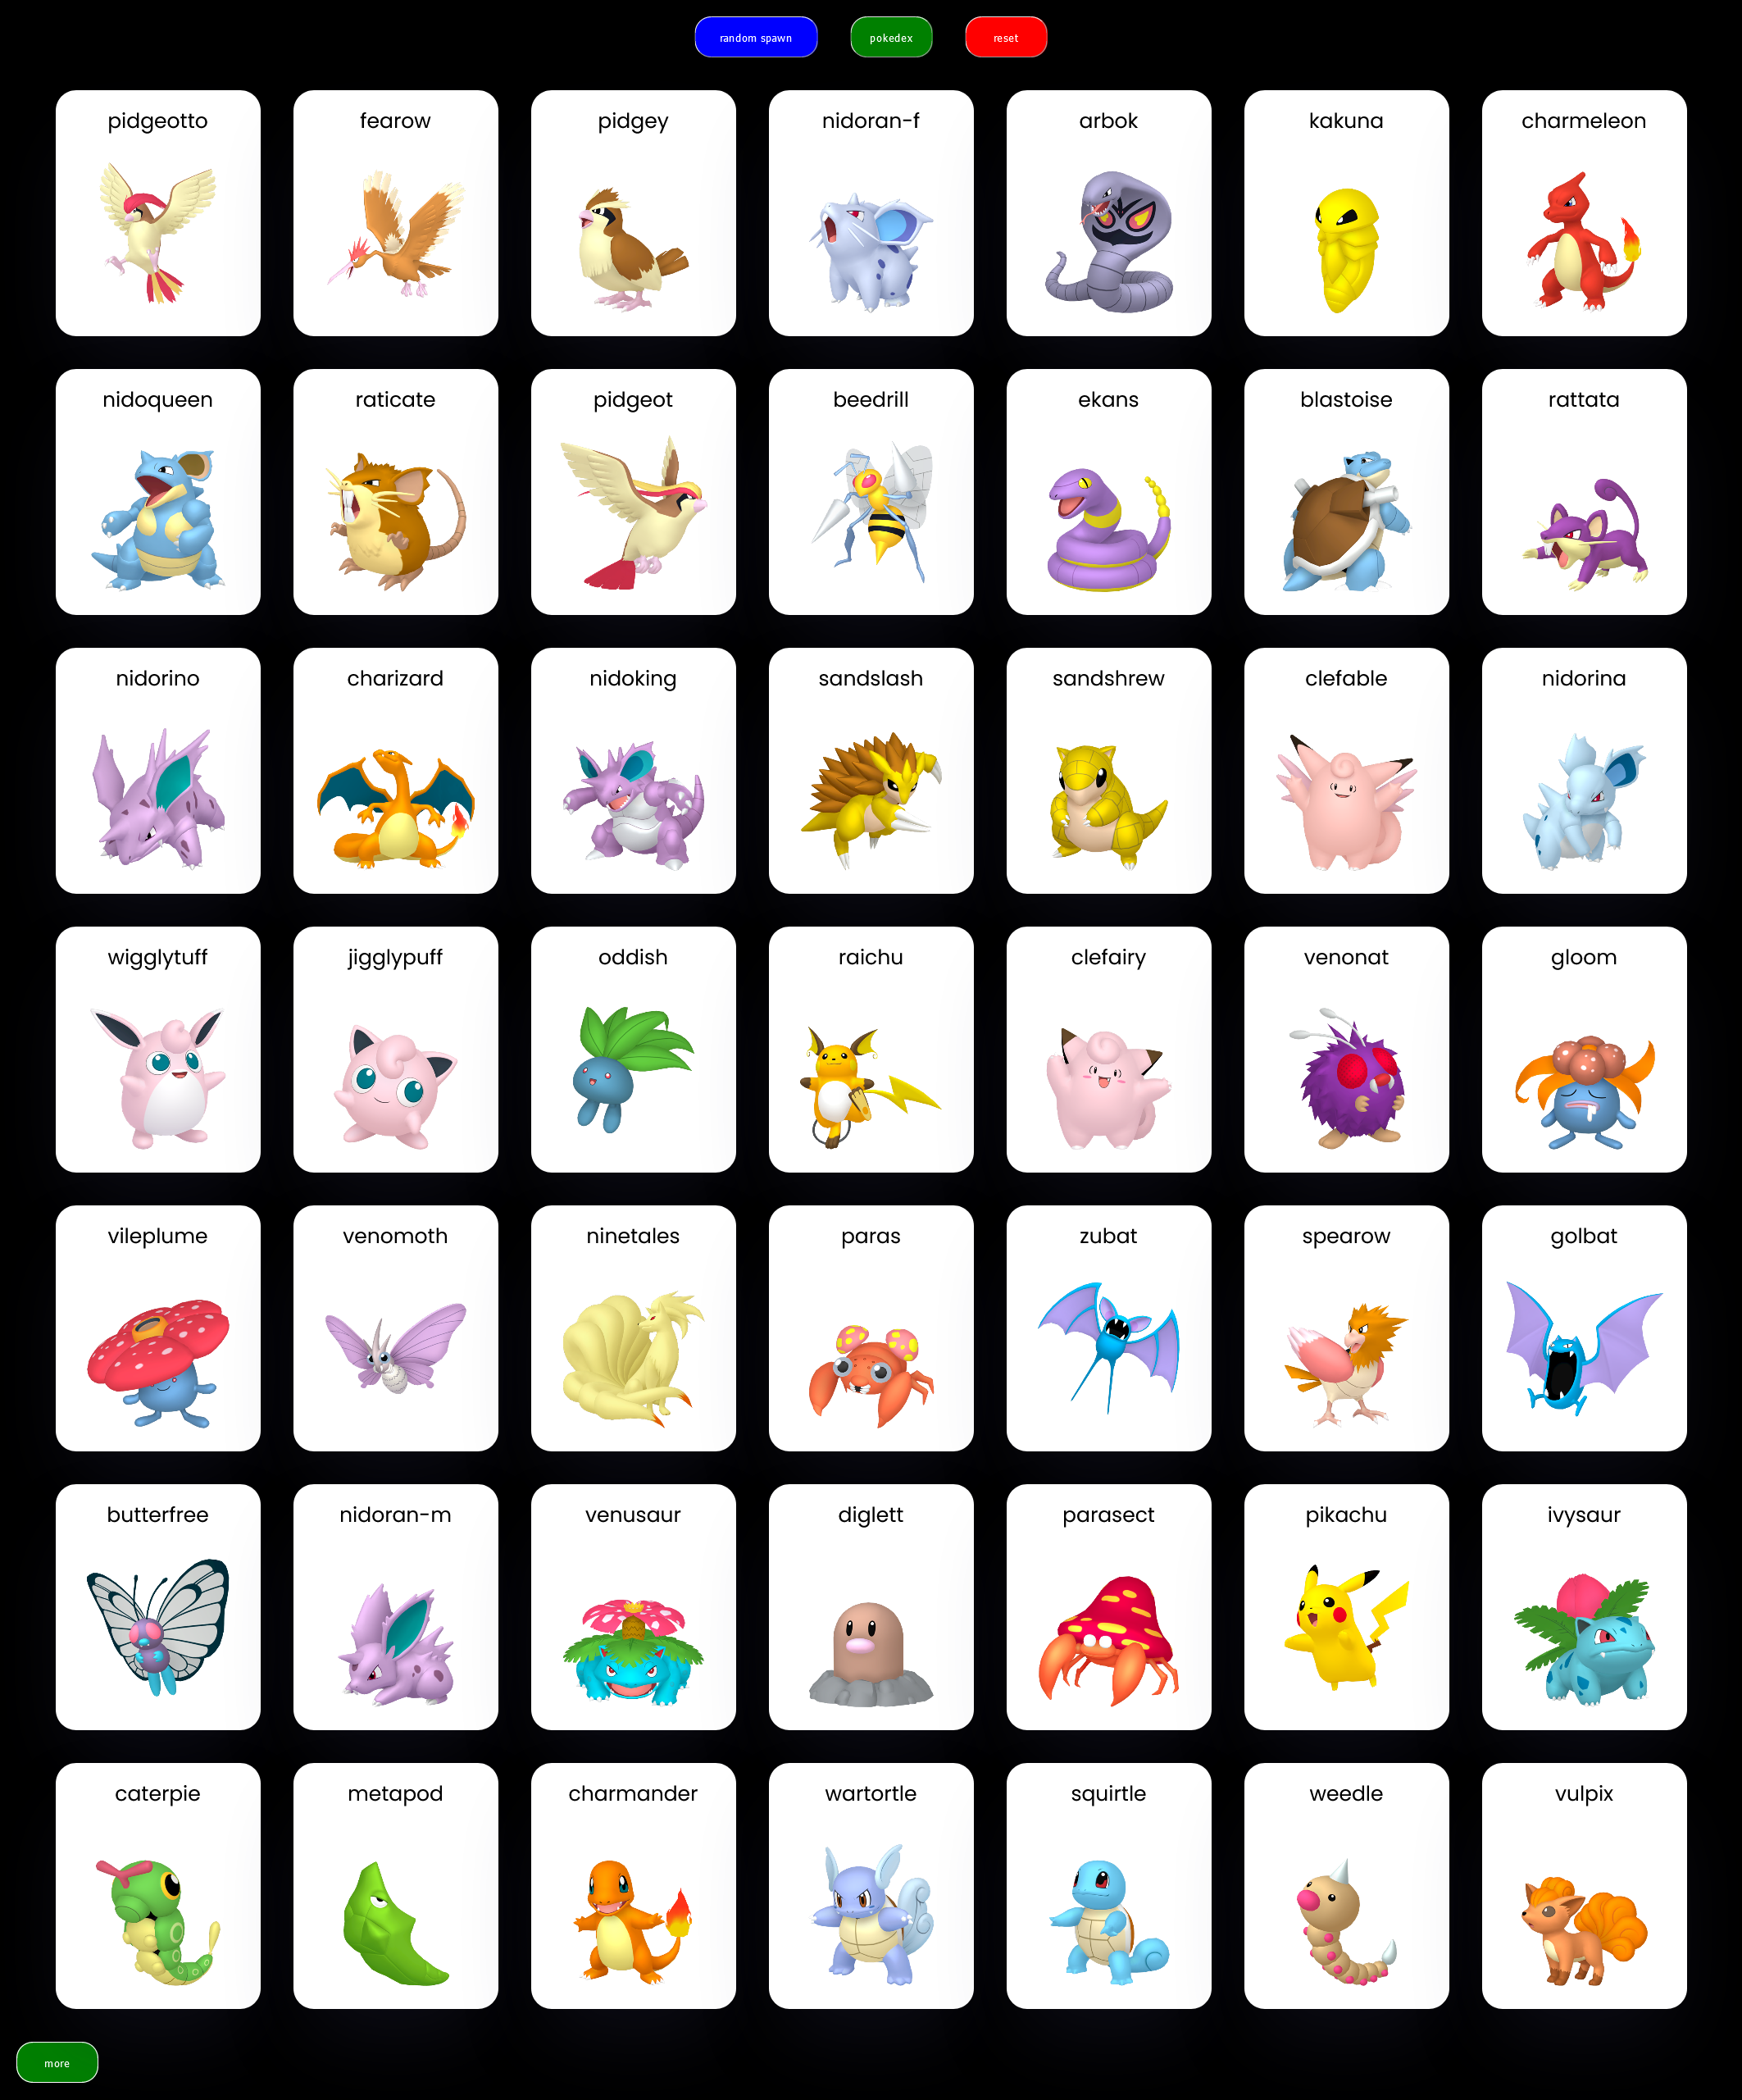 random spawn pokedex reset
pidgeotto fearow pidgey nidoran-f arbok kakuna charmeleon
nidoqueen raticate pidgeot beedrill ekans blastoise rattata
nidorino charizard nidoking sandslash sandshrew clefable nidorina
wigglytuff jigglypuff oddish raichu clefairy venonat gloom
vileplume venomoth ninetales paras zubat spearow golbat
butterfree nidoran-m venusaur diglett parasect pikachu ivysaur
caterpie metapod charmander wartortle squirtle weedle vulpix
more